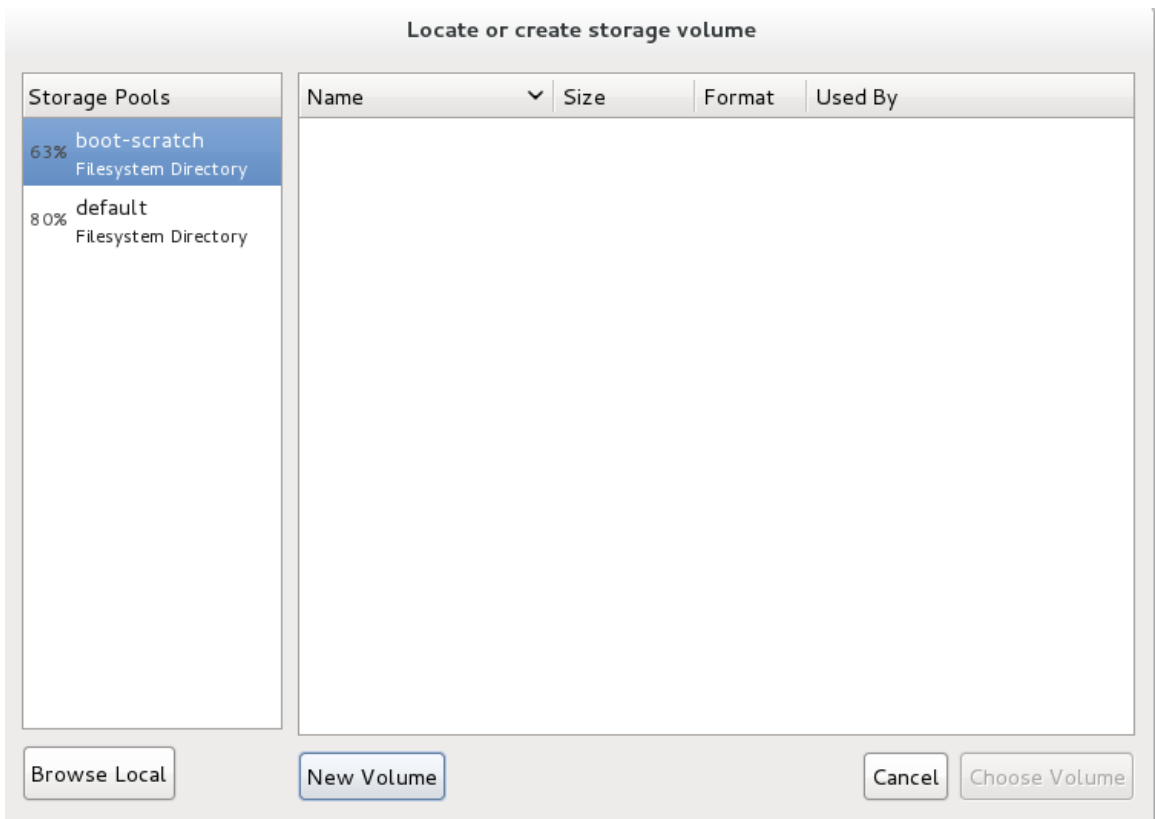 Locate or create storage volume
Storage Pools
Name Size Format Used By
63% boot-scratch
Filesystem Directory
80% default
Filesystem Directory
Browse Local
New Volume
Cancel
Choose Volume